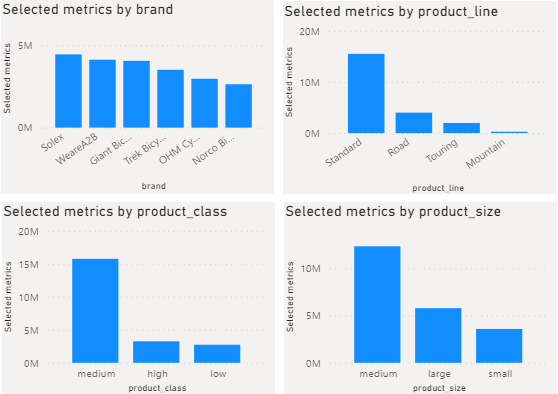 Selected metrics by brand
Selected metrics
5M
0M
Solex
WeareA2B
Giant Bic...
Trek Bicy...
OHM Cy...
Norco Bi...
brand
Selected metrics by product_line
Selected metrics
20M
10M
0M
Standard
Road
Touring
Mountain
product_line
Selected metrics by product_class
Selected metrics
20M
15M
10M
5M
0M
medium
high
low
product_class
Selected metrics by product_size
Selected metrics
10M
5M
0M
medium
large
small
product_size